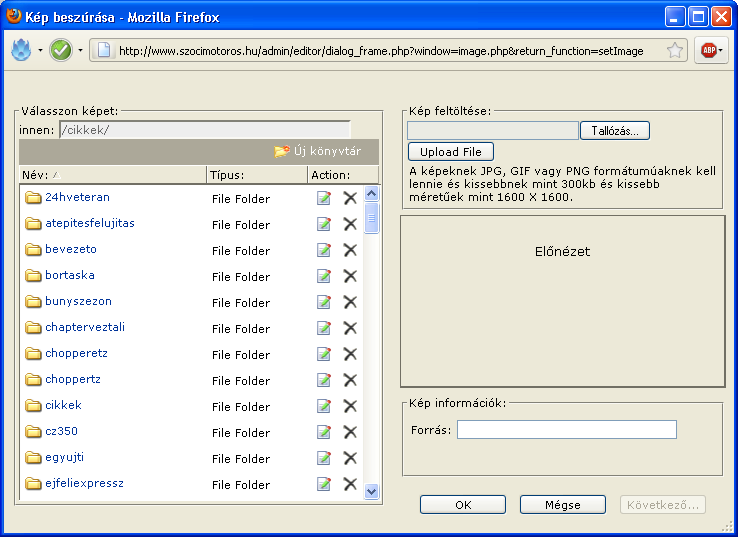 Kép beszúrása - Mozilla Firefox
http://www.szocimotoros.hu/admin/editor/dialog_frame.php?window=image.php&return_function=setImage
ABP
Válasszon képet:
innen: /cikkek/
Új könyvtár
Név: Típus: Action:
24hveteran File Folder
atepitesfelujitas File Folder
bevezeto File Folder
bortaska File Folder
bunyszezon File Folder
chapterveztali File Folder
chopperetz File Folder
choppertz File Folder
cikkek File Folder
cz350 File Folder
egyujti File Folder
ejfeliexpressz File Folder
Kép feltöltése:
Tallózás...
Upload File
A képeknek JPG, GIF vagy PNG formátumúaknek kell
lennie és kissebbnek mint 300kb és kissebb
méretűek mint 1600 X 1600.
Előnézet
Kép információk:
Forrás:
OK Mégse Következő...